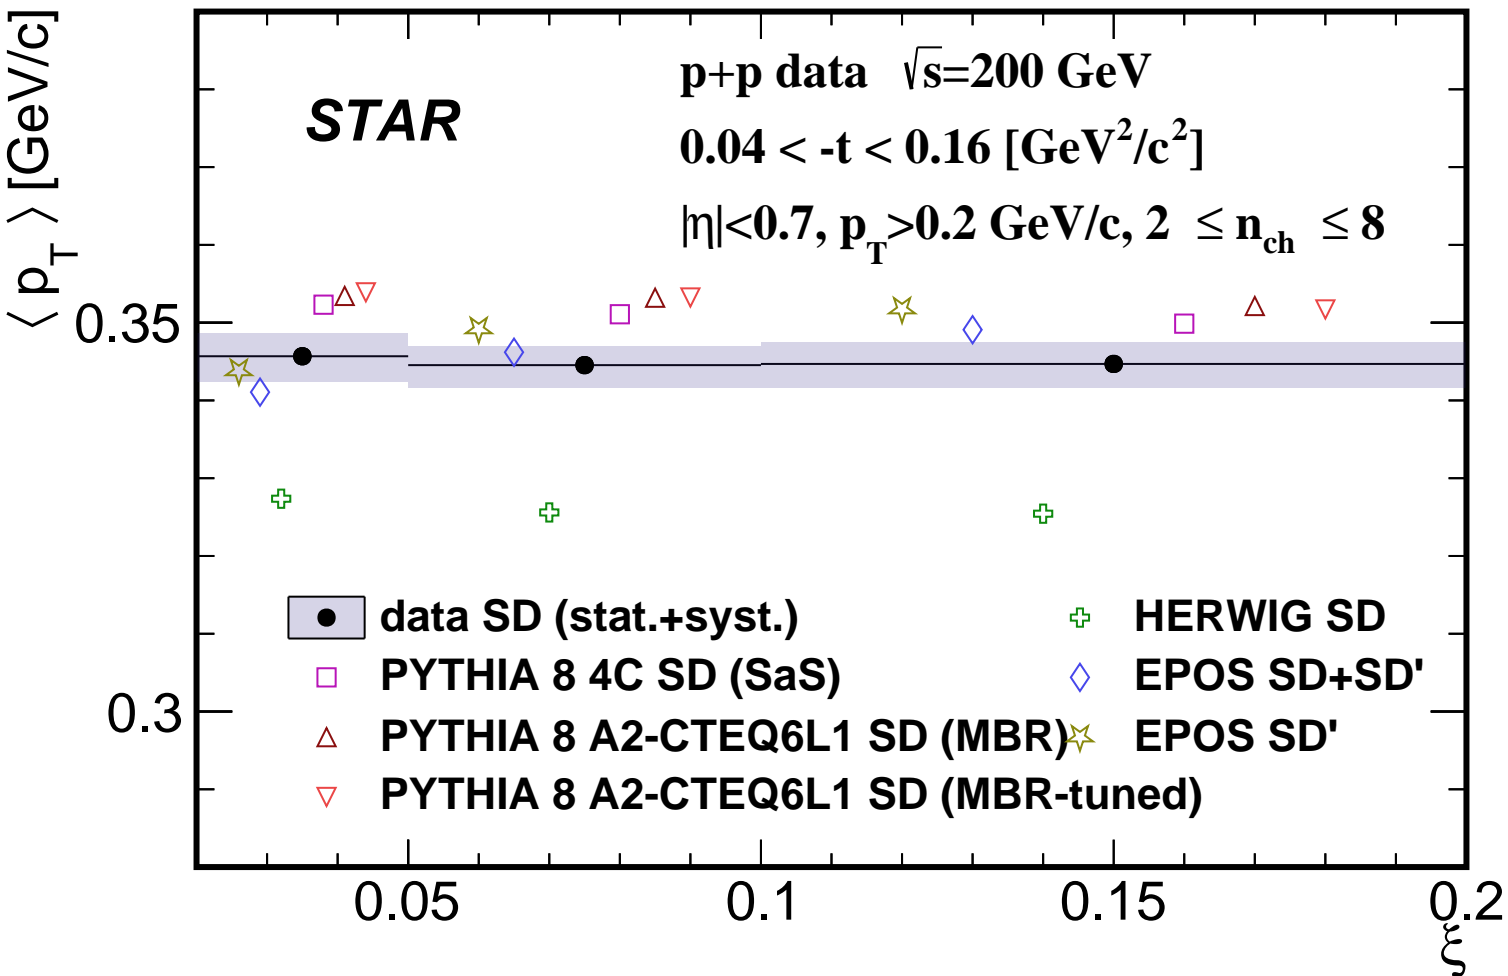 ⟨ p_T ⟩ [GeV/c]
STAR
p+p data √s=200 GeV
0.04 < -t < 0.16 [GeV²/c²]
|η|<0.7, p_T>0.2 GeV/c, 2 ≤ n_ch ≤ 8
0.35
0.3
data SD (stat.+syst.)
PYTHIA 8 4C SD (SaS)
PYTHIA 8 A2-CTEQ6L1 SD (MBR)
PYTHIA 8 A2-CTEQ6L1 SD (MBR-tuned)
HERWIG SD
EPOS SD+SD'
EPOS SD'
0.05 0.1 0.15 0.2
ξ